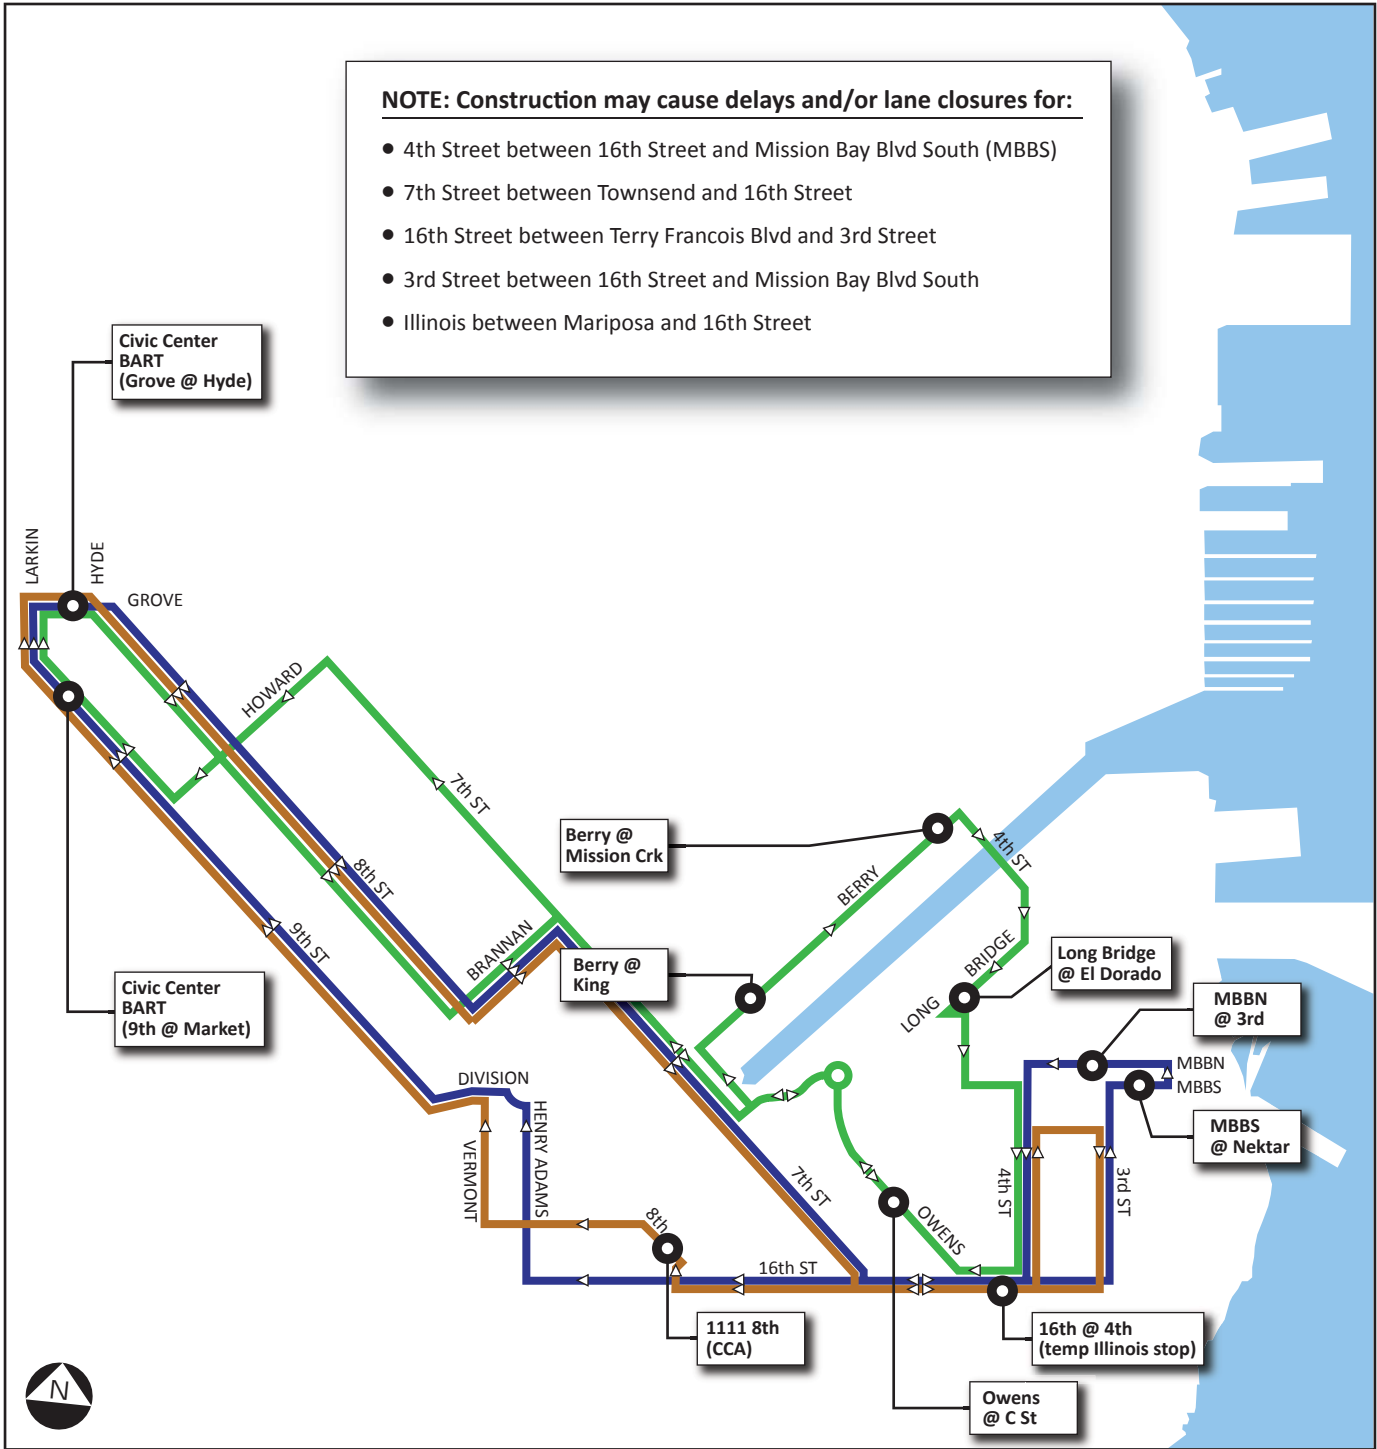 NOTE: Construction may cause delays and/or lane closures for:
● 4th Street between 16th Street and Mission Bay Blvd South (MBBS)
● 7th Street between Townsend and 16th Street
● 16th Street between Terry Francois Blvd and 3rd Street
● 3rd Street between 16th Street and Mission Bay Blvd South
● Illinois between Mariposa and 16th Street
Civic Center
BART
(Grove @ Hyde)
LARKIN
HYDE
GROVE
HOWARD
7th ST
8th ST
9th ST
BRANNAN
Berry @
Mission Crk
BERRY
4th ST
Berry @
King
BRIDGE
LONG
Long Bridge
@ El Dorado
Civic Center
BART
(9th @ Market)
MBBN
@ 3rd
MBBN
MBBS
MBBS
@ Nektar
DIVISION
HENRY ADAMS
VERMONT
8th
7th ST
OWENS
4th ST
3rd ST
16th ST
1111 8th
(CCA)
16th @ 4th
(temp Illinois stop)
Owens
@ C St
N